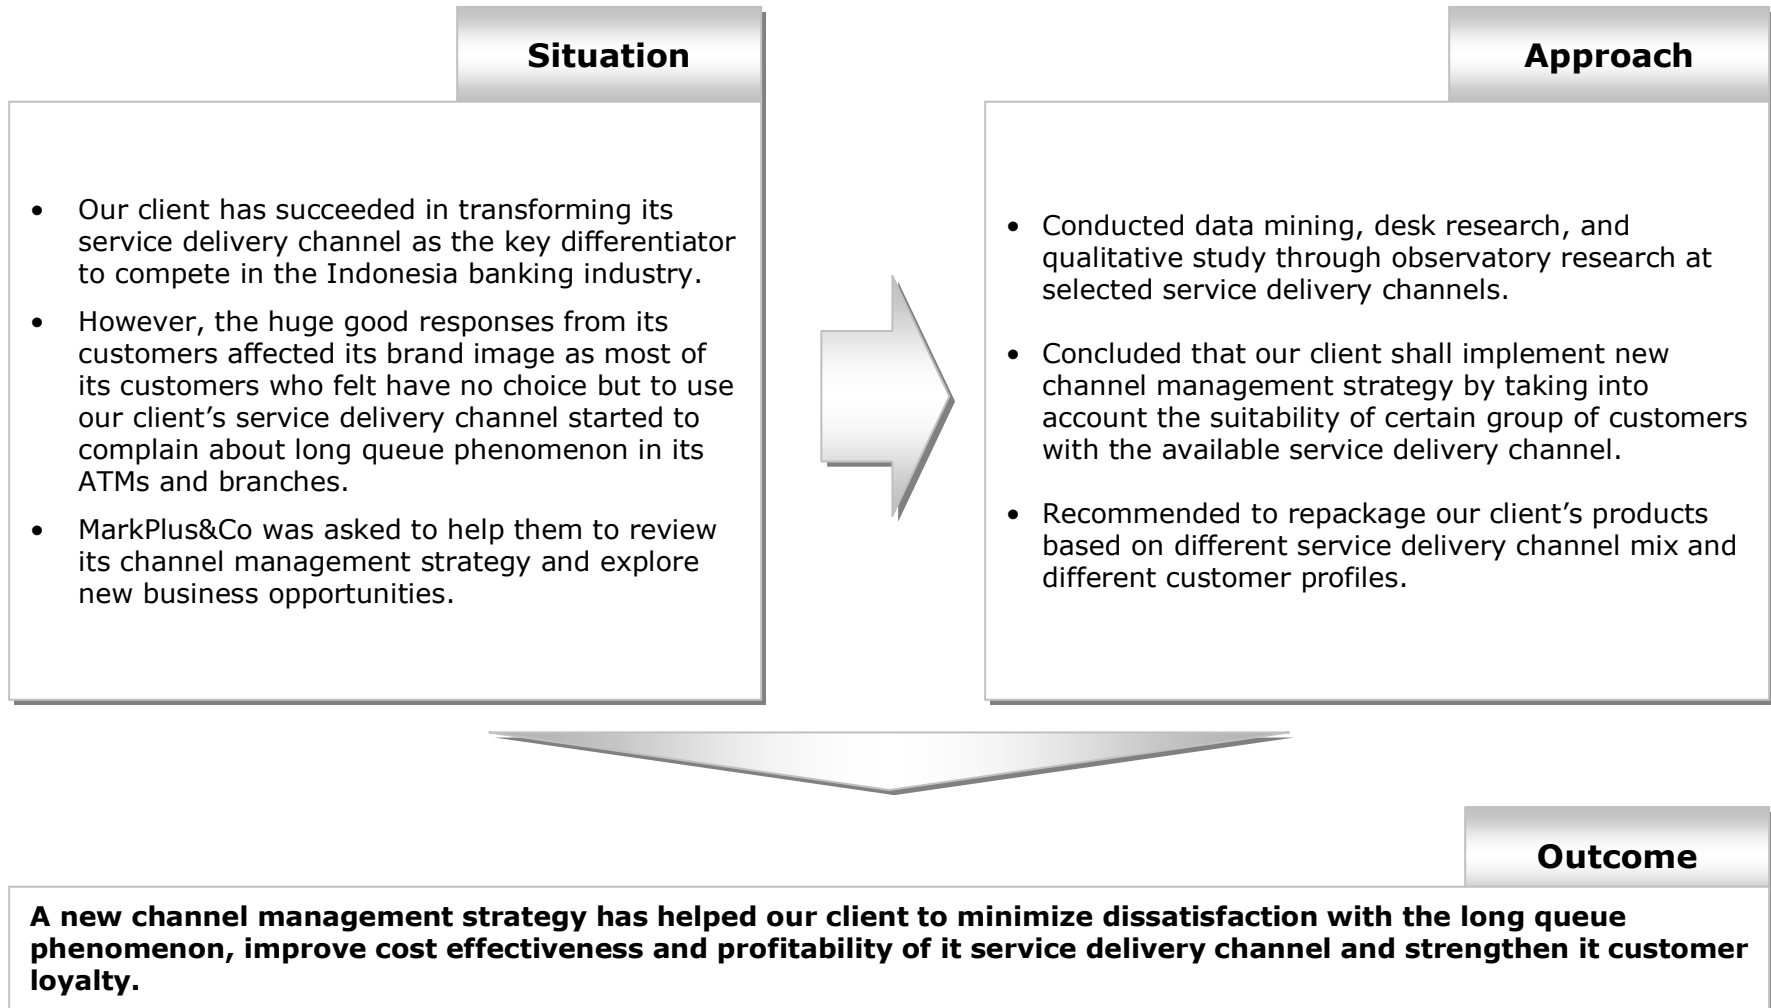 Situation
• Our client has succeeded in transforming its
service delivery channel as the key differentiator
to compete in the Indonesia banking industry.
• However, the huge good responses from its
customers affected its brand image as most of
its customers who felt have no choice but to use
our client’s service delivery channel started to
complain about long queue phenomenon in its
ATMs and branches.
• MarkPlus&Co was asked to help them to review
its channel management strategy and explore
new business opportunities.
Approach
• Conducted data mining, desk research, and
qualitative study through observatory research at
selected service delivery channels.
• Concluded that our client shall implement new
channel management strategy by taking into
account the suitability of certain group of customers
with the available service delivery channel.
• Recommended to repackage our client’s products
based on different service delivery channel mix and
different customer profiles.
Outcome
A new channel management strategy has helped our client to minimize dissatisfaction with the long queue
phenomenon, improve cost effectiveness and profitability of it service delivery channel and strengthen it customer
loyalty.